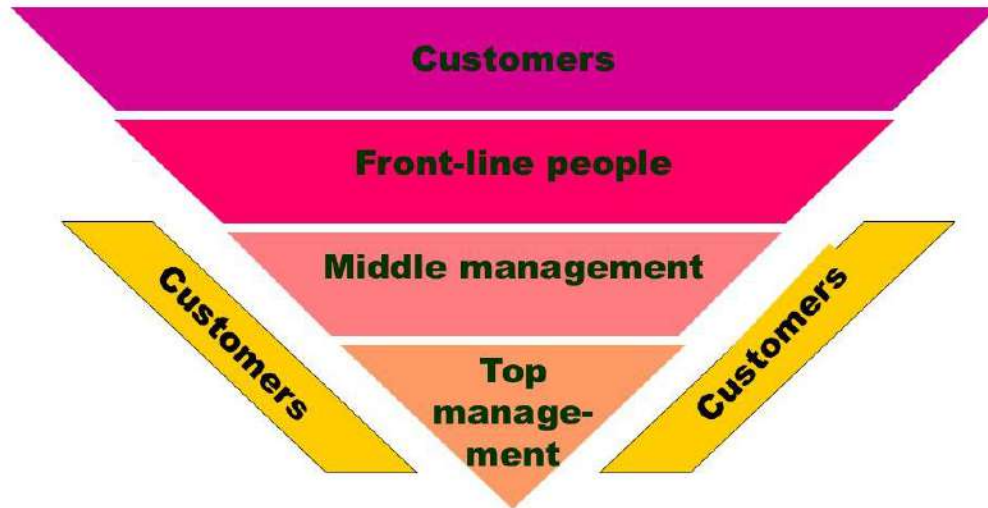 Customers
Front-line people
Middle management
Customers
Customers
Top
manage-
ment